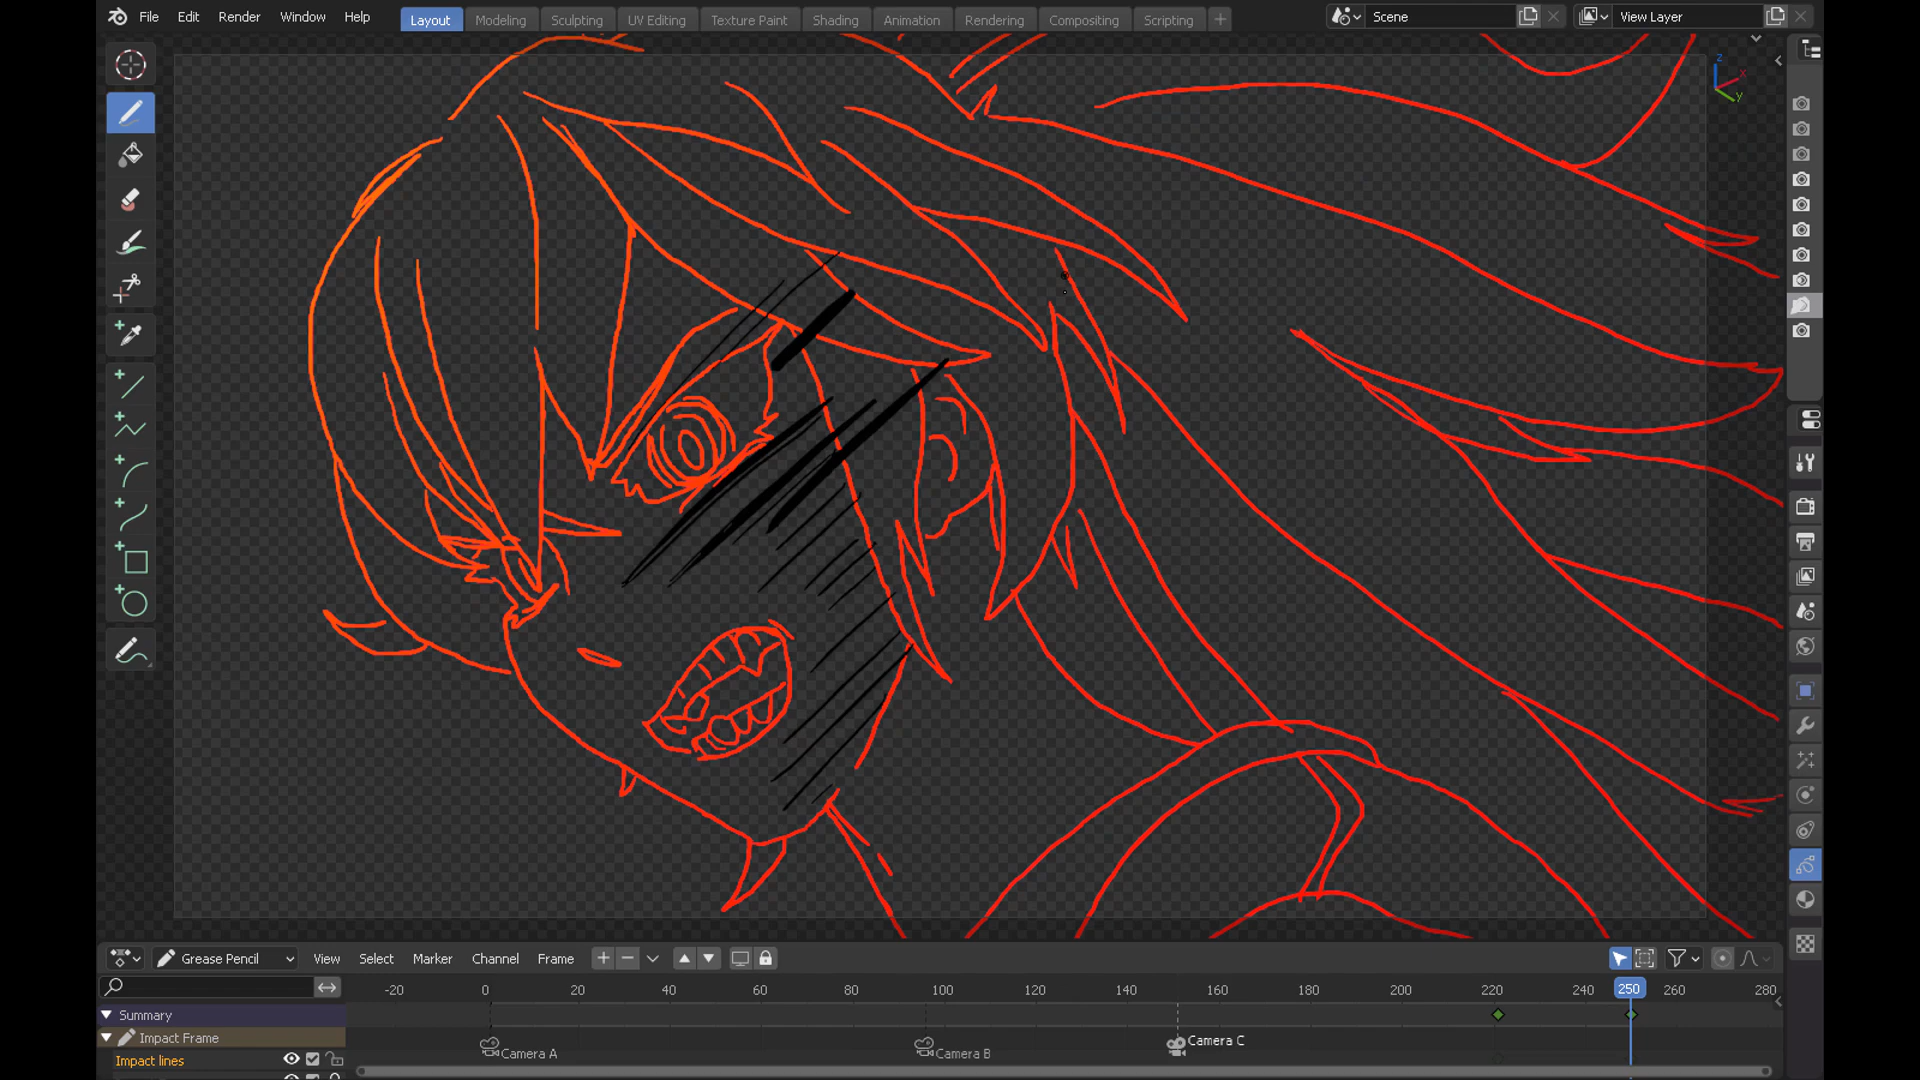 File Edit Render Window Help Layout Modeling Sculpting UV Editing Texture Paint Shading Animation Rendering Compositing Scripting + Scene View Layer
z
x
y
Grease Pencil View Select Marker Channel Frame
-20 0 20 40 60 80 100 120 140 160 180 200 220 240 250 260 280
Summary
Impact Frame
Camera A Camera B Camera C
Impact lines